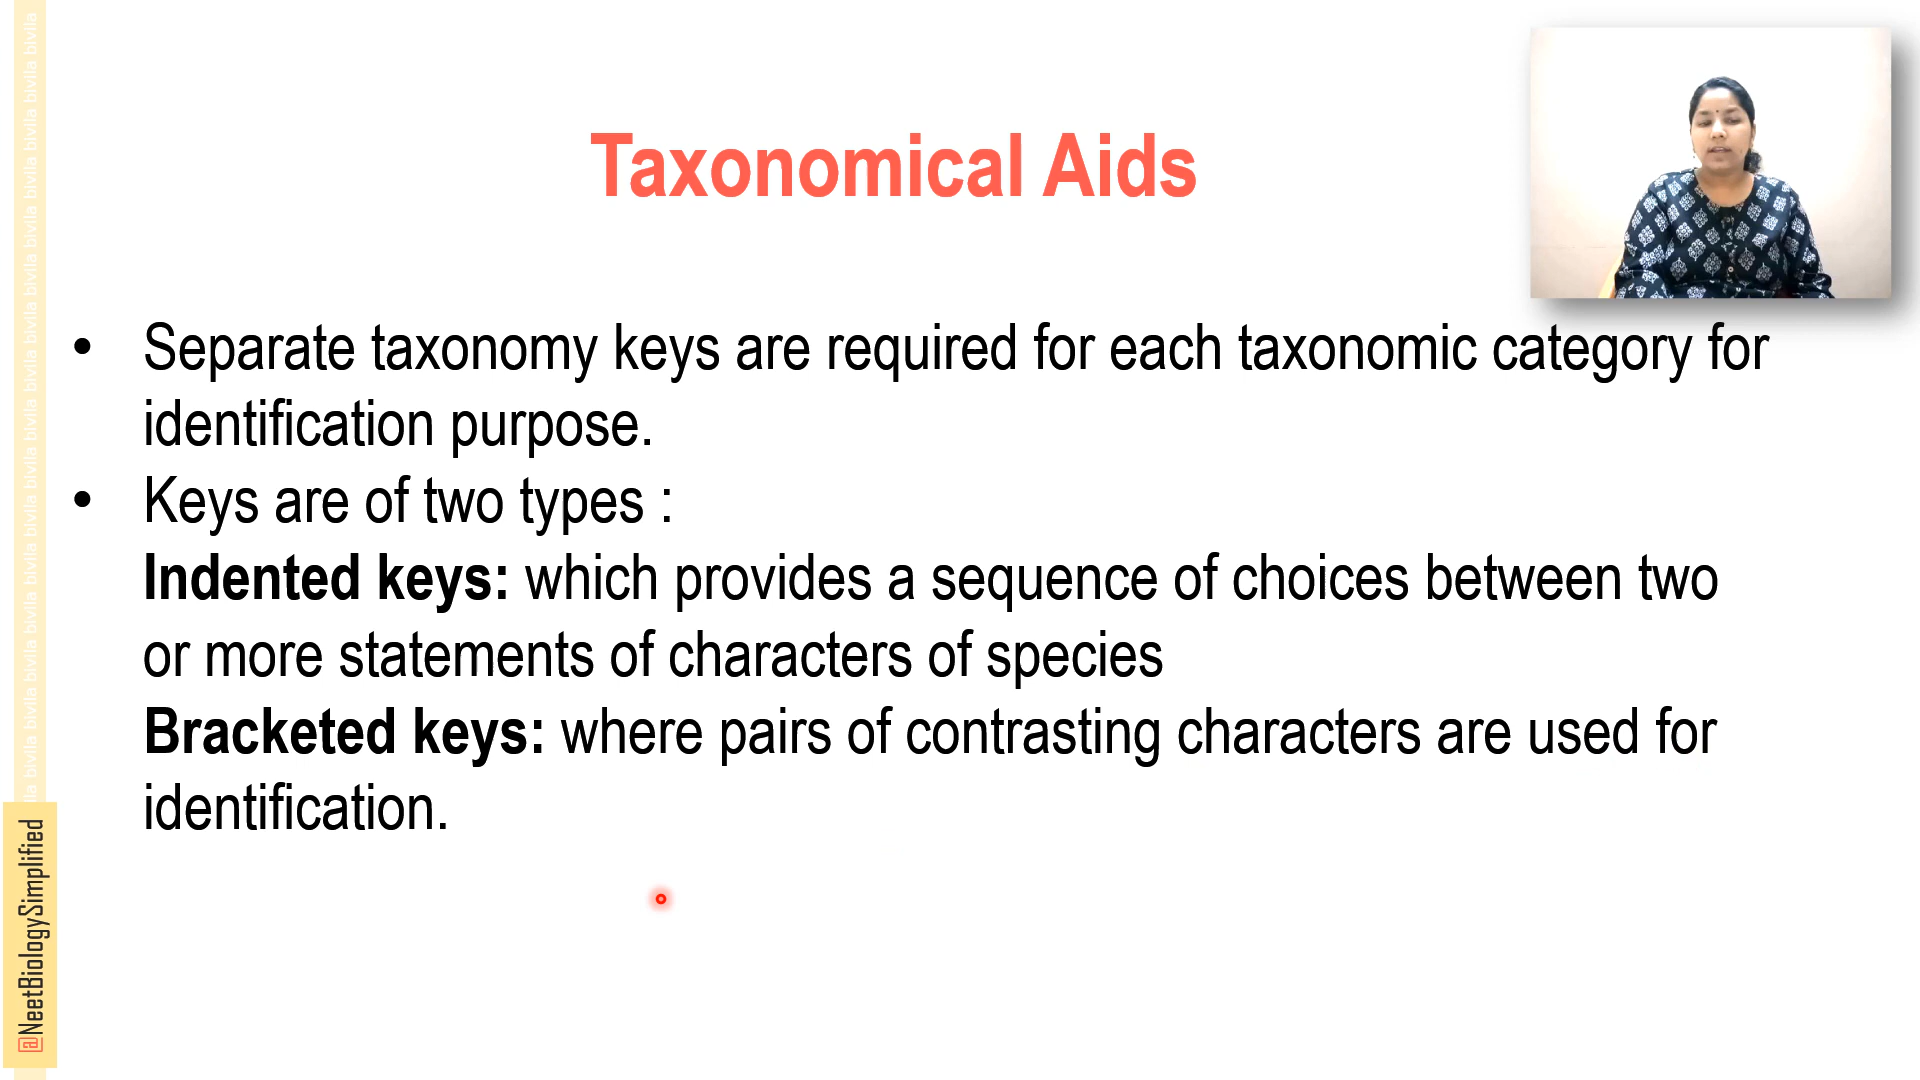 Taxonomical Aids
• Separate taxonomy keys are required for each taxonomic category for
identification purpose.
• Keys are of two types :
Indented keys: which provides a sequence of choices between two
or more statements of characters of species
Bracketed keys: where pairs of contrasting characters are used for
identification.
@NeetBiologySimplified